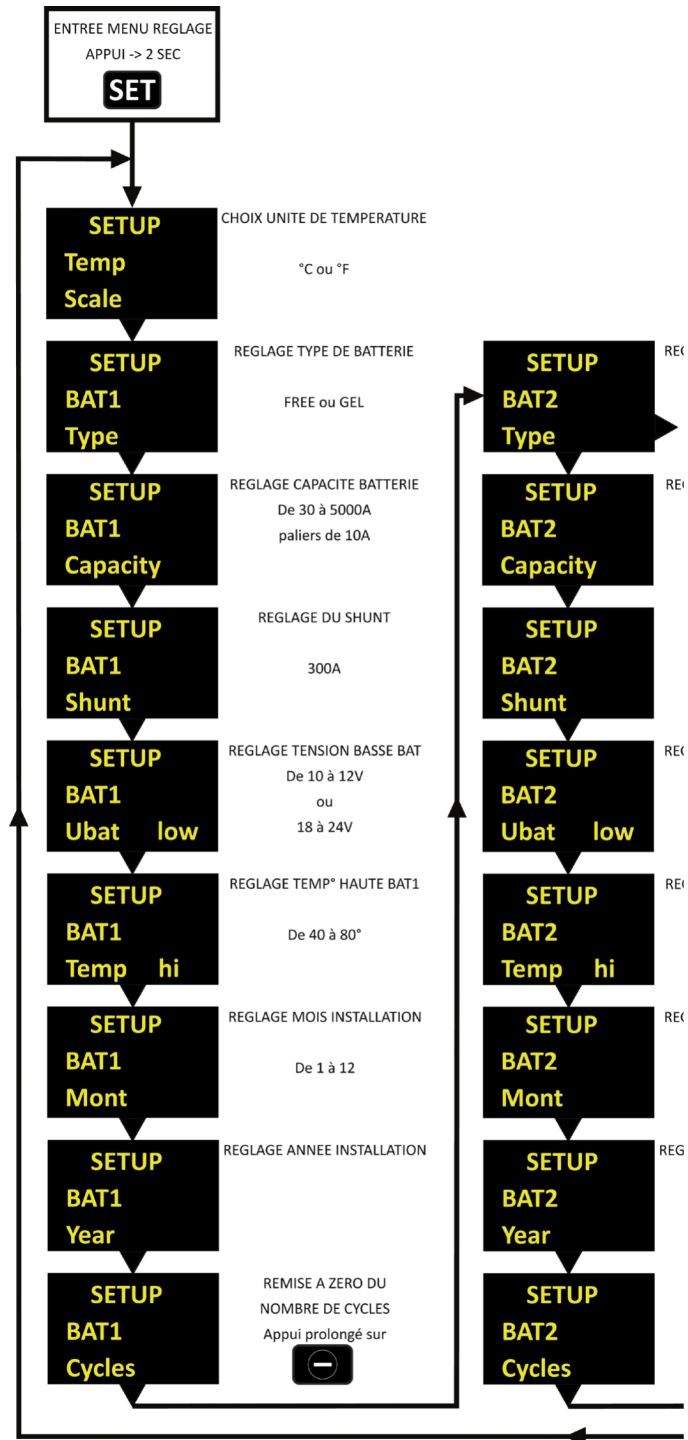 ENTREE MENU REGLAGE
APPUI -> 2 SEC
SET
SETUP
Temp
Scale
CHOIX UNITE DE TEMPERATURE
°C ou °F
SETUP
BAT1
Type
REGLAGE TYPE DE BATTERIE
FREE ou GEL
SETUP
BAT1
Capacity
REGLAGE CAPACITE BATTERIE
De 30 à 5000A
paliers de 10A
SETUP
BAT1
Shunt
REGLAGE DU SHUNT
300A
SETUP
BAT1
Ubat low
REGLAGE TENSION BASSE BAT
De 10 à 12V
ou
18 à 24V
SETUP
BAT1
Temp hi
REGLAGE TEMP° HAUTE BAT1
De 40 à 80°
SETUP
BAT1
Mont
REGLAGE MOIS INSTALLATION
De 1 à 12
SETUP
BAT1
Year
REGLAGE ANNEE INSTALLATION
SETUP
BAT1
Cycles
REMISE A ZERO DU
NOMBRE DE CYCLES
Appui prolongé sur
SETUP
BAT2
Type
SETUP
BAT2
Capacity
SETUP
BAT2
Shunt
SETUP
BAT2
Ubat low
SETUP
BAT2
Temp hi
SETUP
BAT2
Mont
SETUP
BAT2
Year
SETUP
BAT2
Cycles